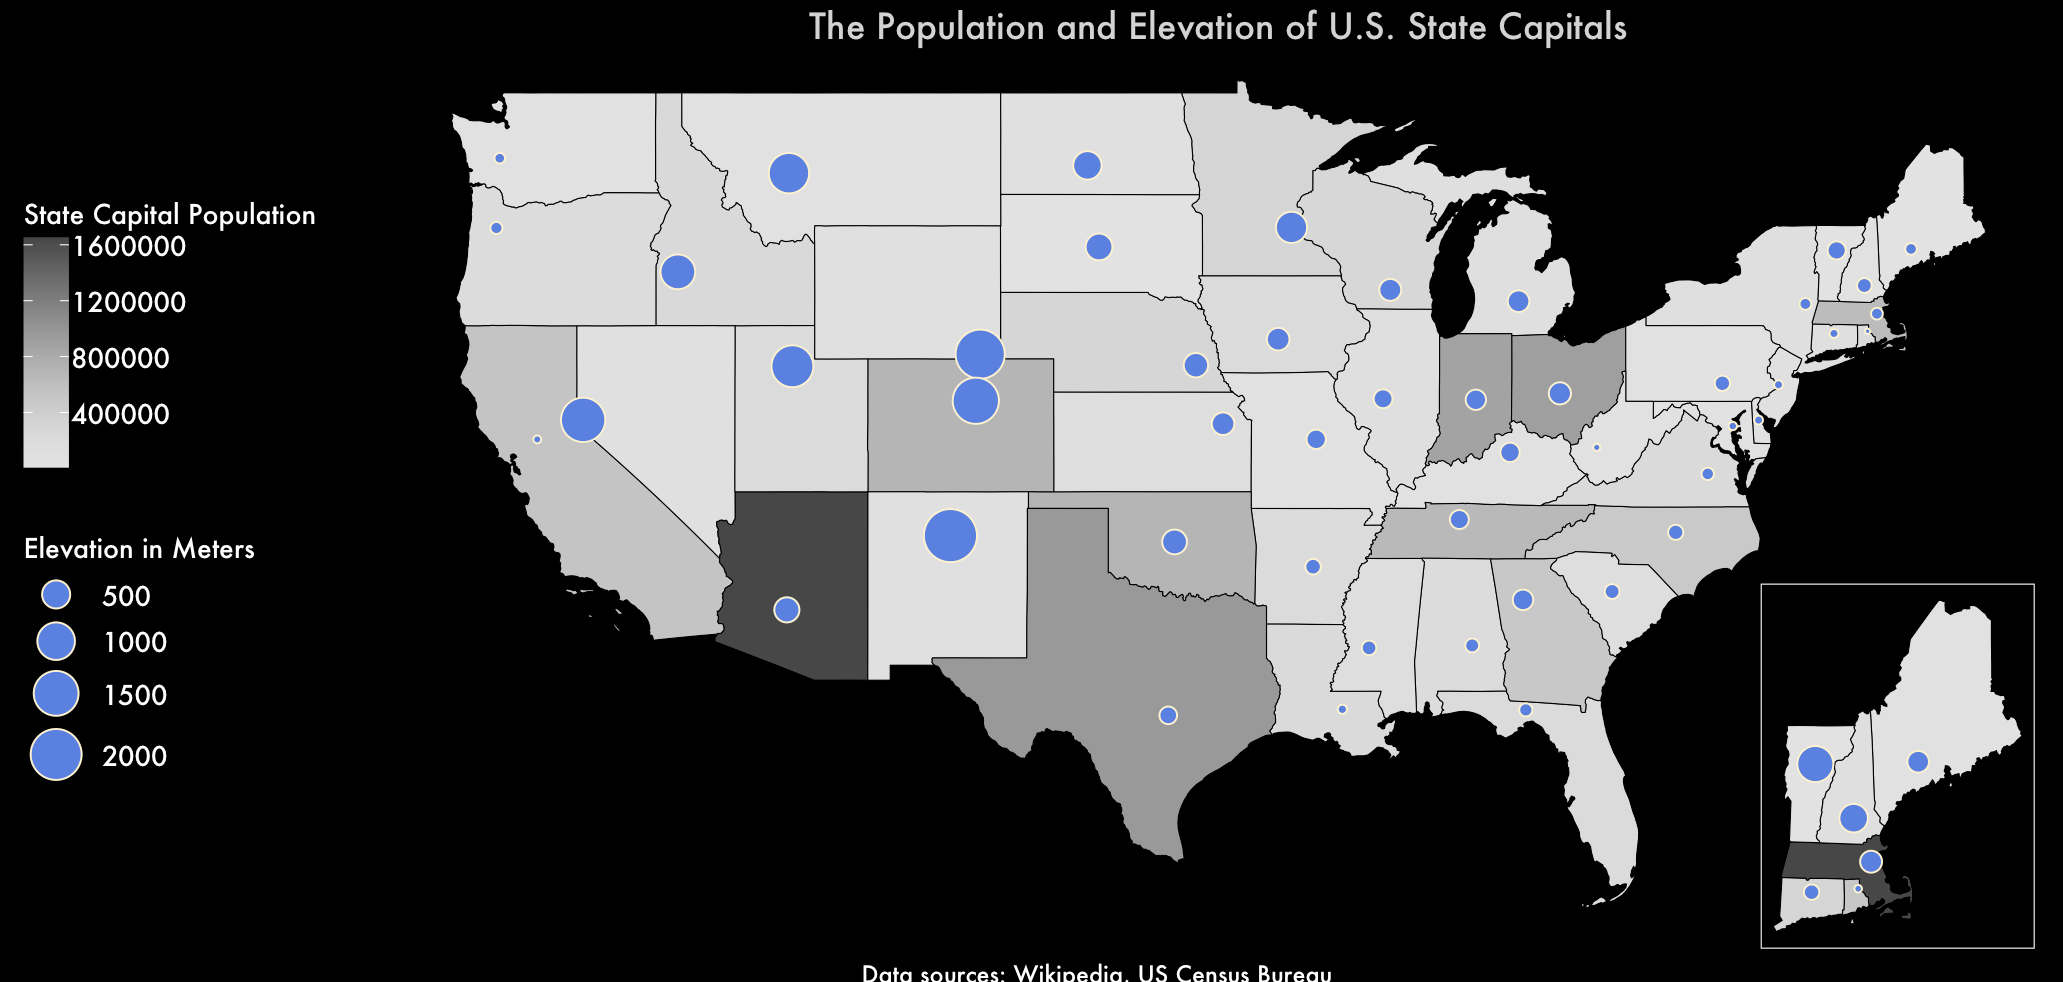 The Population and Elevation of U.S. State Capitals
State Capital Population
1600000
1200000
800000
400000
Elevation in Meters
500
1000
1500
2000
Data sources: Wikipedia, US Census Bureau